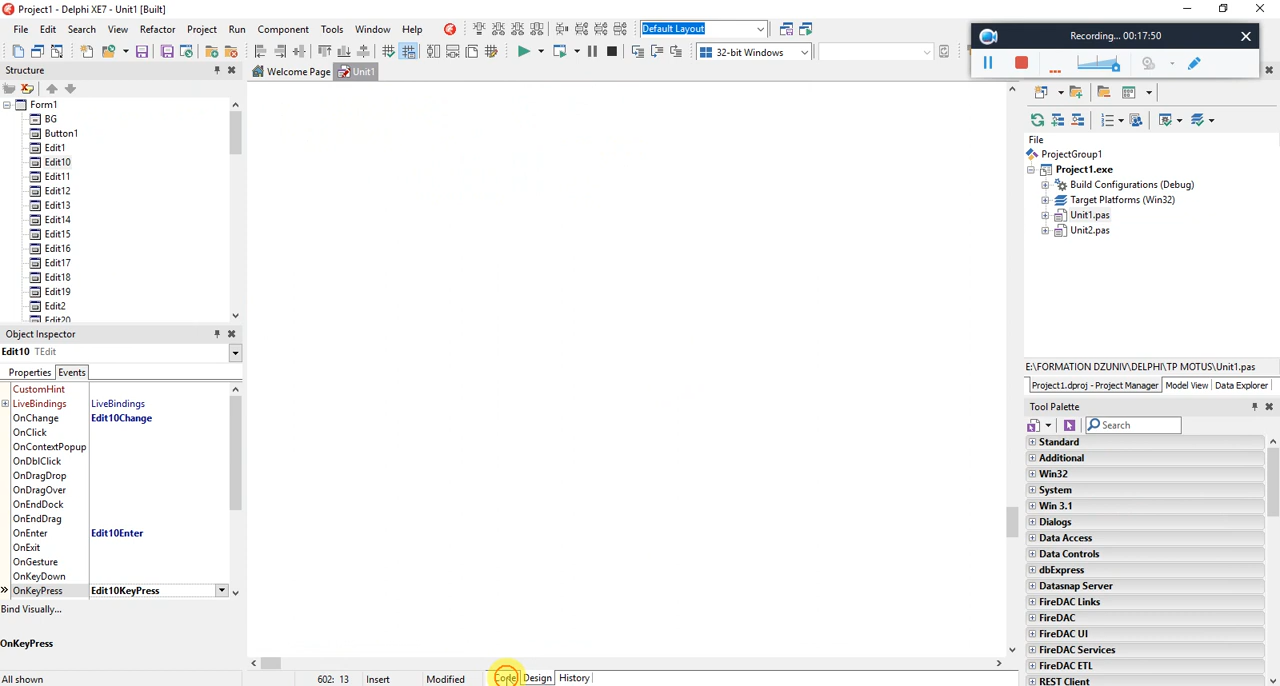 Project1 - Delphi XE7 - Unit1 [Built]
File Edit Search View Refactor Project Run Component Tools Window Help
Default Layout
32-bit Windows
Recording... 00:17:50
Structure
Welcome Page Unit1
Form1
BG
Button1
Edit1
Edit10
Edit11
Edit12
Edit13
Edit14
Edit15
Edit16
Edit17
Edit18
Edit19
Edit2
Edit20
Object Inspector
Edit10 TEdit
Properties Events
CustomHint
LiveBindings LiveBindings
OnChange Edit10Change
OnClick
OnContextPopup
OnDblClick
OnDragDrop
OnDragOver
OnEndDock
OnEndDrag
OnEnter Edit10Enter
OnExit
OnGesture
OnKeyDown
OnKeyPress Edit10KeyPress
Bind Visually...
OnKeyPress
All shown
602: 13 Insert Modified Code Design History
File
ProjectGroup1
Project1.exe
Build Configurations (Debug)
Target Platforms (Win32)
Unit1.pas
Unit2.pas
E:\FORMATION DZUNIV\DELPHI\TP MOTUS\Unit1.pas
Project1.dproj - Project Manager Model View Data Explorer
Tool Palette
Search
Standard
Additional
Win32
System
Win 3.1
Dialogs
Data Access
Data Controls
dbExpress
Datasnap Server
FireDAC Links
FireDAC
FireDAC UI
FireDAC Services
FireDAC ETL
REST Client